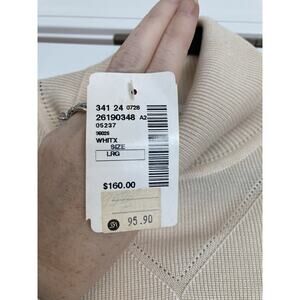 341 24 0728
26190348 A2
05237
WHITX
SIZE
LRG
$160.00
95.90